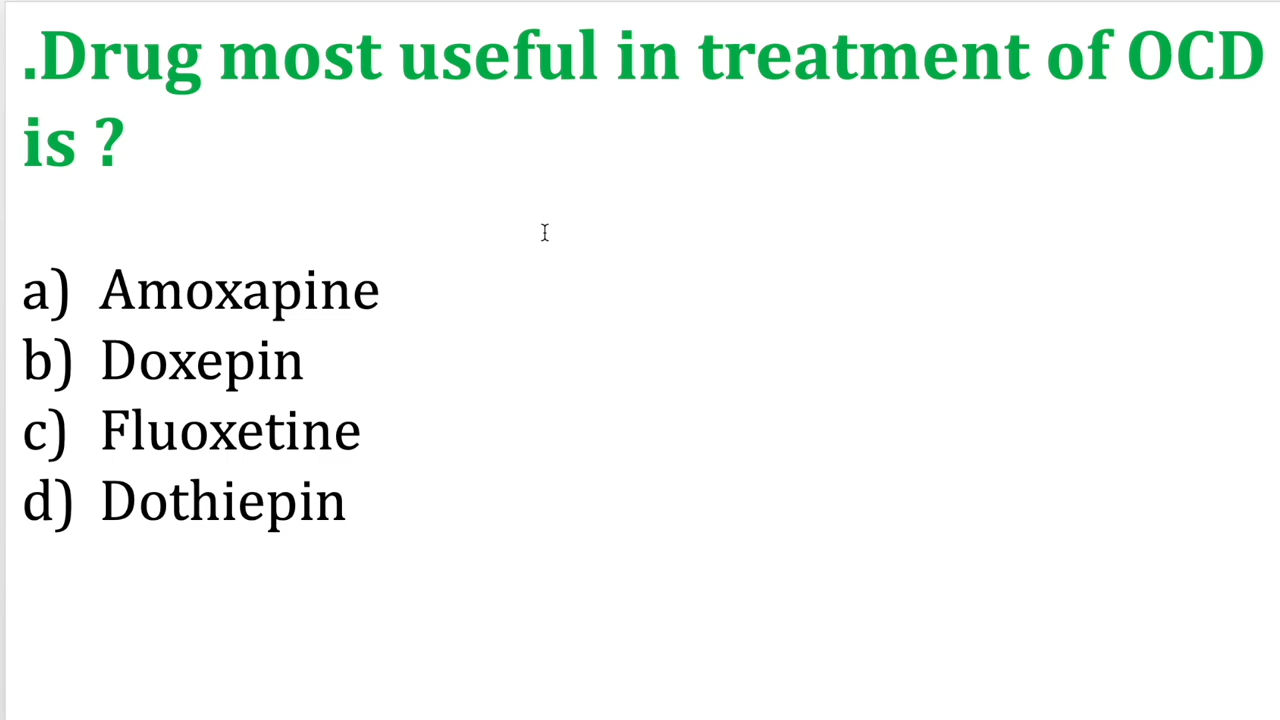 .Drug most useful in treatment of OCD
is ?
a) Amoxapine
b) Doxepin
c) Fluoxetine
d) Dothiepin